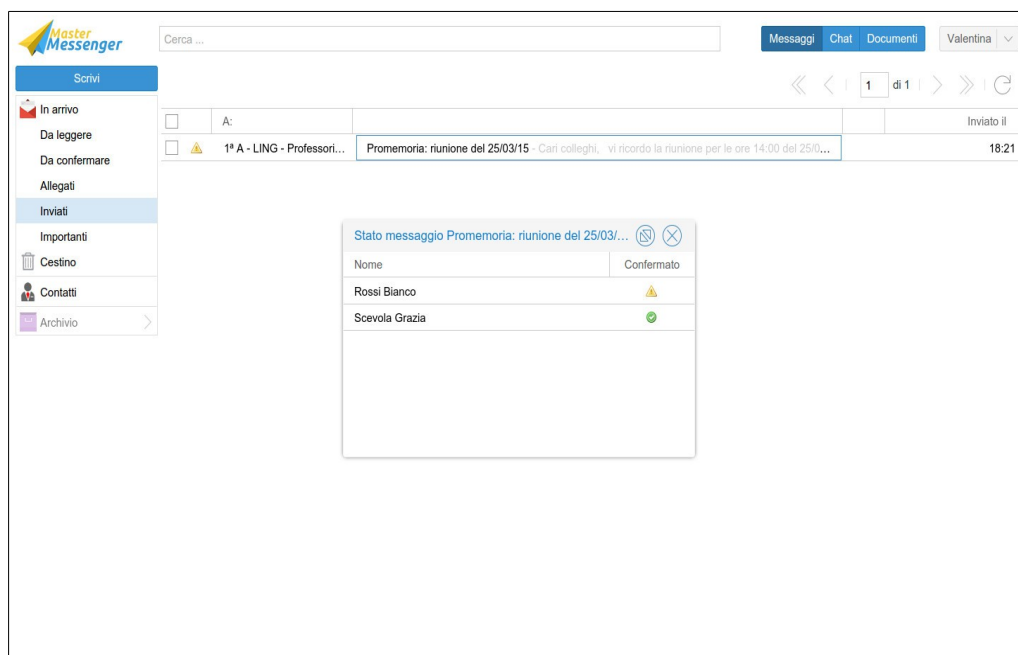 Master
Messenger
Cerca ...
Messaggi Chat Documenti
Valentina
Scrivi
1 di 1
In arrivo
Da leggere
Da confermare
Allegati
Inviati
Importanti
Cestino
Contatti
Archivio
A: Inviato il
1ª A - LING - Professori... Promemoria: riunione del 25/03/15 - Cari colleghi, vi ricordo la riunione per le ore 14:00 del 25/0... 18:21
Stato messaggio Promemoria: riunione del 25/03/...
Nome Confermato
Rossi Bianco
Scevola Grazia